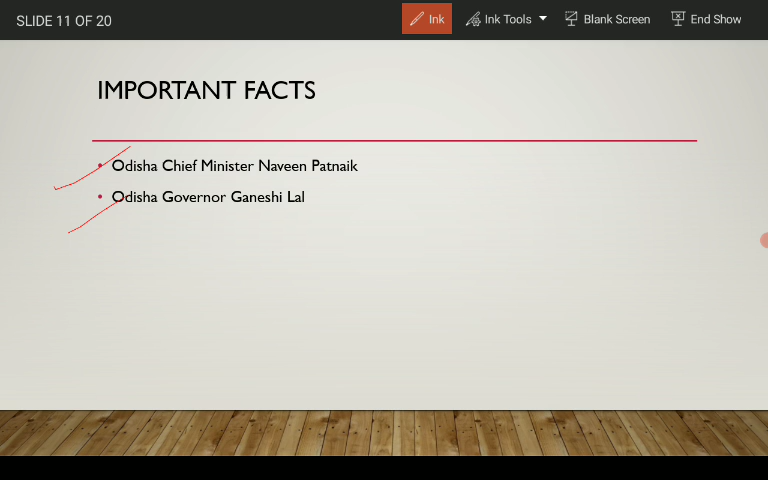 SLIDE 11 OF 20
Ink
Ink Tools
Blank Screen
End Show
IMPORTANT FACTS
• Odisha Chief Minister Naveen Patnaik
• Odisha Governor Ganeshi Lal